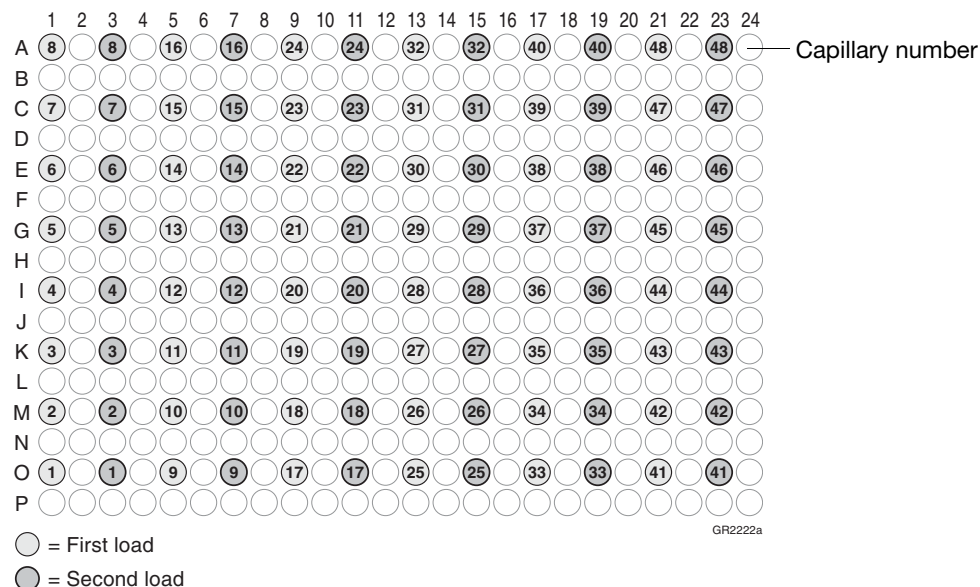 1 2 3 4 5 6 7 8 9 10 11 12 13 14 15 16 17 18 19 20 21 22 23 24
A 8 8 16 16 24 24 32 32 40 40 48 48 Capillary number
B
C 7 7 15 15 23 23 31 31 39 39 47 47
D
E 6 6 14 14 22 22 30 30 38 38 46 46
F
G 5 5 13 13 21 21 29 29 37 37 45 45
H
I 4 4 12 12 20 20 28 28 36 36 44 44
J
K 3 3 11 11 19 19 27 27 35 35 43 43
L
M 2 2 10 10 18 18 26 26 34 34 42 42
N
O 1 1 9 9 17 17 25 25 33 33 41 41
P
GR2222a
= First load
= Second load